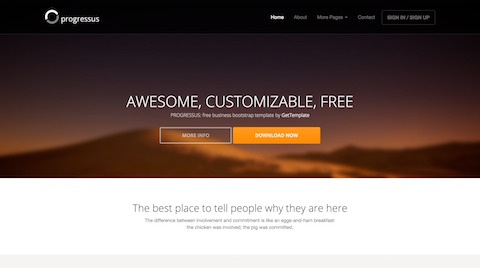 progressus
Home About More Pages Contact SIGN IN / SIGN UP
AWESOME, CUSTOMIZABLE, FREE
PROGRESSUS: free business bootstrap template by GetTemplate
MORE INFO DOWNLOAD NOW
The best place to tell people why they are here
The difference between involvement and commitment is like an eggs-and-ham breakfast:
the chicken was involved; the pig was committed.